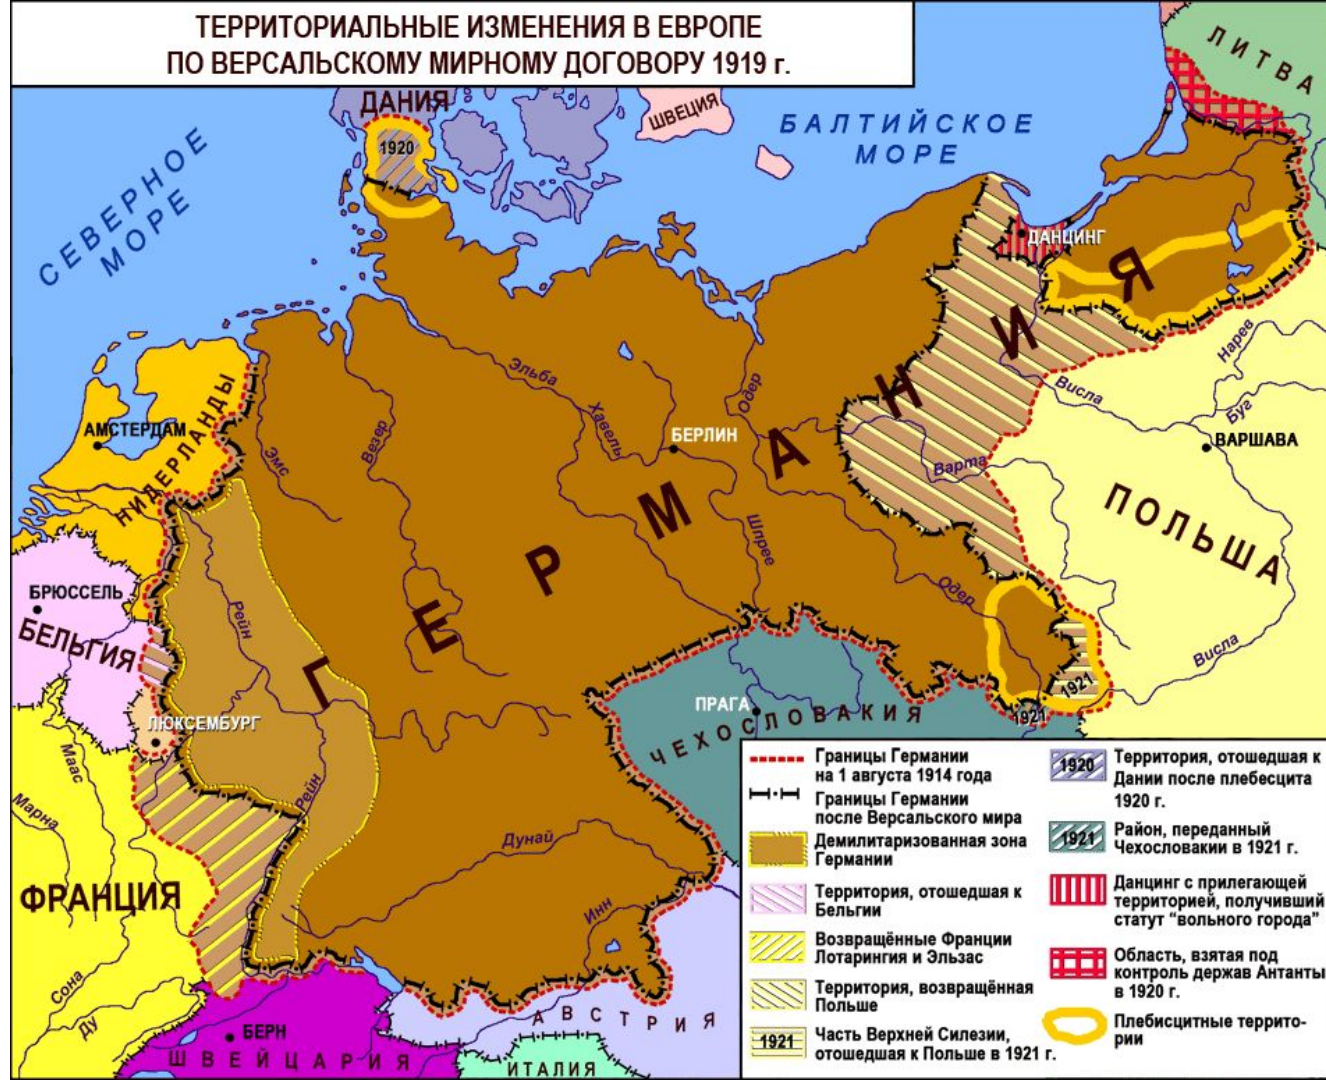 ТЕРРИТОРИАЛЬНЫЕ ИЗМЕНЕНИЯ В ЕВРОПЕ
ПО ВЕРСАЛЬСКОМУ МИРНОМУ ДОГОВОРУ 1919 г.
ЛИТВА
ДАНИЯ
ШВЕЦИЯ
БАЛТИЙСКОЕ
МОРЕ
СЕВЕРНОЕ
МОРЕ
1920
ДАНЦИНГ
ГЕРМАНИЯ
Эльба
Хавель
Одер
Висла
Нарев
Буг
НИДЕРЛАНДЫ
АМСТЕРДАМ
Эмс
Везер
БЕРЛИН
Варта
ВАРШАВА
ПОЛЬША
Шпрее
Одер
Висла
БРЮССЕЛЬ
БЕЛЬГИЯ
Рейн
ЛЮКСЕМБУРГ
Маас
Марна
ПРАГА
ЧЕХОСЛОВАКИЯ
1921
1921
Рейн
Дунай
ФРАНЦИЯ
Инн
Сона
Ду
БЕРН
ШВЕЙЦАРИЯ
АВСТРИЯ
ИТАЛИЯ
Границы Германии
на 1 августа 1914 года
Границы Германии
после Версальского мира
Демилитаризованная зона
Германии
Территория, отошедшая к
Бельгии
Возвращённые Франции
Лотарингия и Эльзас
Территория, возвращённая
Польше
1921
Часть Верхней Силезии,
отошедшая к Польше в 1921 г.
1920
Территория, отошедшая к
Дании после плебесцита
1920 г.
1921
Район, переданный
Чехословакии в 1921 г.
Данцинг с прилегающей
территорией, получивший
статут “вольного города”
Область, взятая под
контроль держав Антанты
в 1920 г.
Плебисцитные террито-
рии